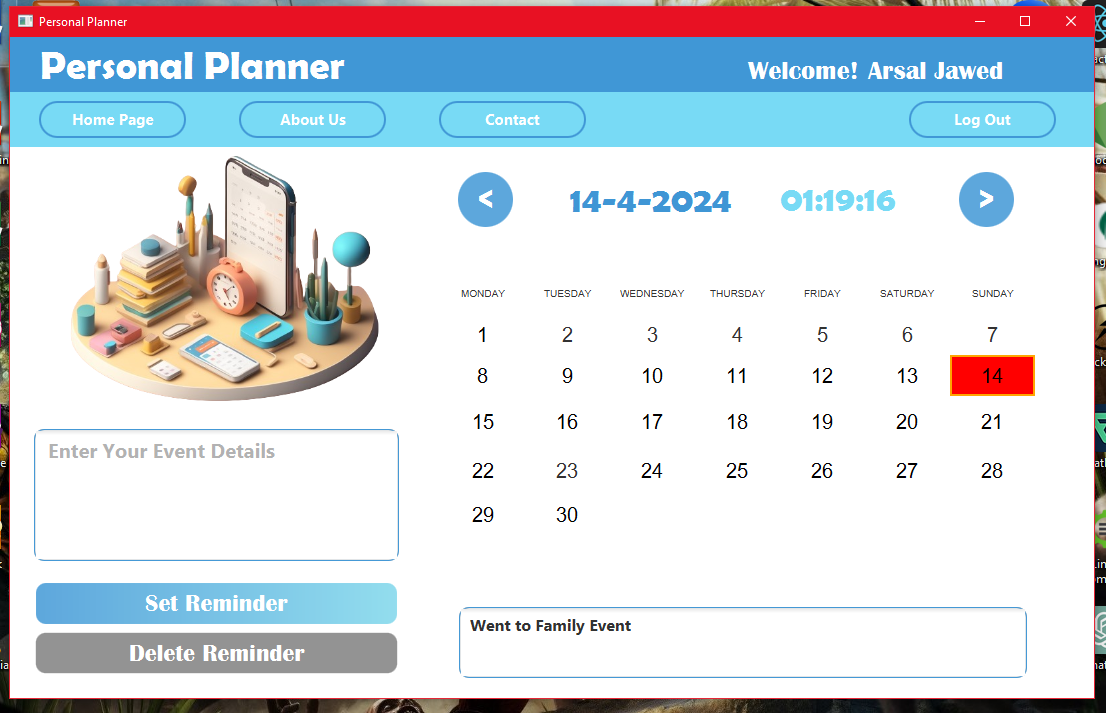 Personal Planner
Personal Planner
Welcome! Arsal Jawed
Home Page About Us Contact Log Out
< 14-4-2024 01:19:16 >
MONDAY TUESDAY WEDNESDAY THURSDAY FRIDAY SATURDAY SUNDAY
1 2 3 4 5 6 7
8 9 10 11 12 13 14
15 16 17 18 19 20 21
22 23 24 25 26 27 28
29 30
Enter Your Event Details
Set Reminder
Delete Reminder
Went to Family Event